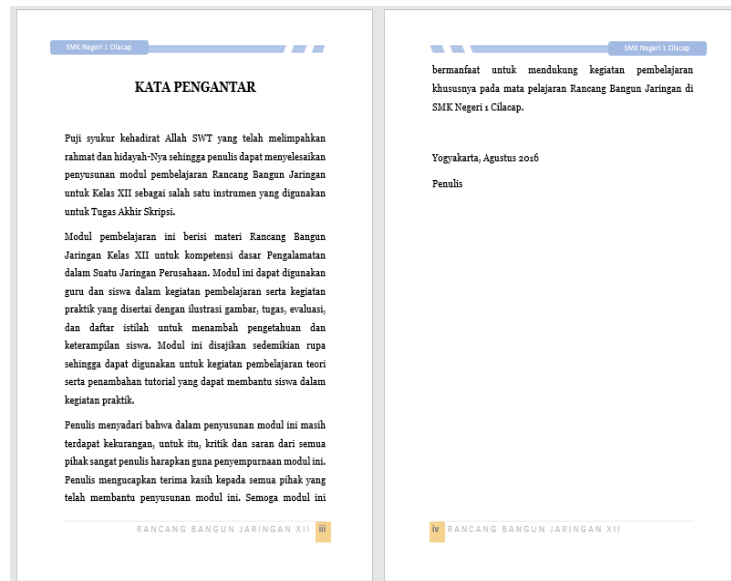 SMK Negeri 1 Cilacap
KATA PENGANTAR
Puji syukur kehadirat Allah SWT yang telah melimpahkan
rahmat dan hidayah-Nya sehingga penulis dapat menyelesaikan
penyusunan modul pembelajaran Rancang Bangun Jaringan
untuk Kelas XII sebagai salah satu instrumen yang digunakan
untuk Tugas Akhir Skripsi.
Modul pembelajaran ini berisi materi Rancang Bangun
Jaringan Kelas XII untuk kompetensi dasar Pengalamatan
dalam Suatu Jaringan Perusahaan. Modul ini dapat digunakan
guru dan siswa dalam kegiatan pembelajaran serta kegiatan
praktik yang disertai dengan ilustrasi gambar, tugas, evaluasi,
dan daftar istilah untuk menambah pengetahuan dan
keterampilan siswa. Modul ini disajikan sedemikian rupa
sehingga dapat digunakan untuk kegiatan pembelajaran teori
serta penambahan tutorial yang dapat membantu siswa dalam
kegiatan praktik.
Penulis menyadari bahwa dalam penyusunan modul ini masih
terdapat kekurangan, untuk itu, kritik dan saran dari semua
pihak sangat penulis harapkan guna penyempurnaan modul ini.
Penulis mengucapkan terima kasih kepada semua pihak yang
telah membantu penyusunan modul ini. Semoga modul ini
RANCANG BANGUN JARINGAN XII iii
SMK Negeri 1 Cilacap
bermanfaat untuk mendukung kegiatan pembelajaran
khususnya pada mata pelajaran Rancang Bangun Jaringan di
SMK Negeri 1 Cilacap.
Yogyakarta, Agustus 2016
Penulis
iv RANCANG BANGUN JARINGAN XII